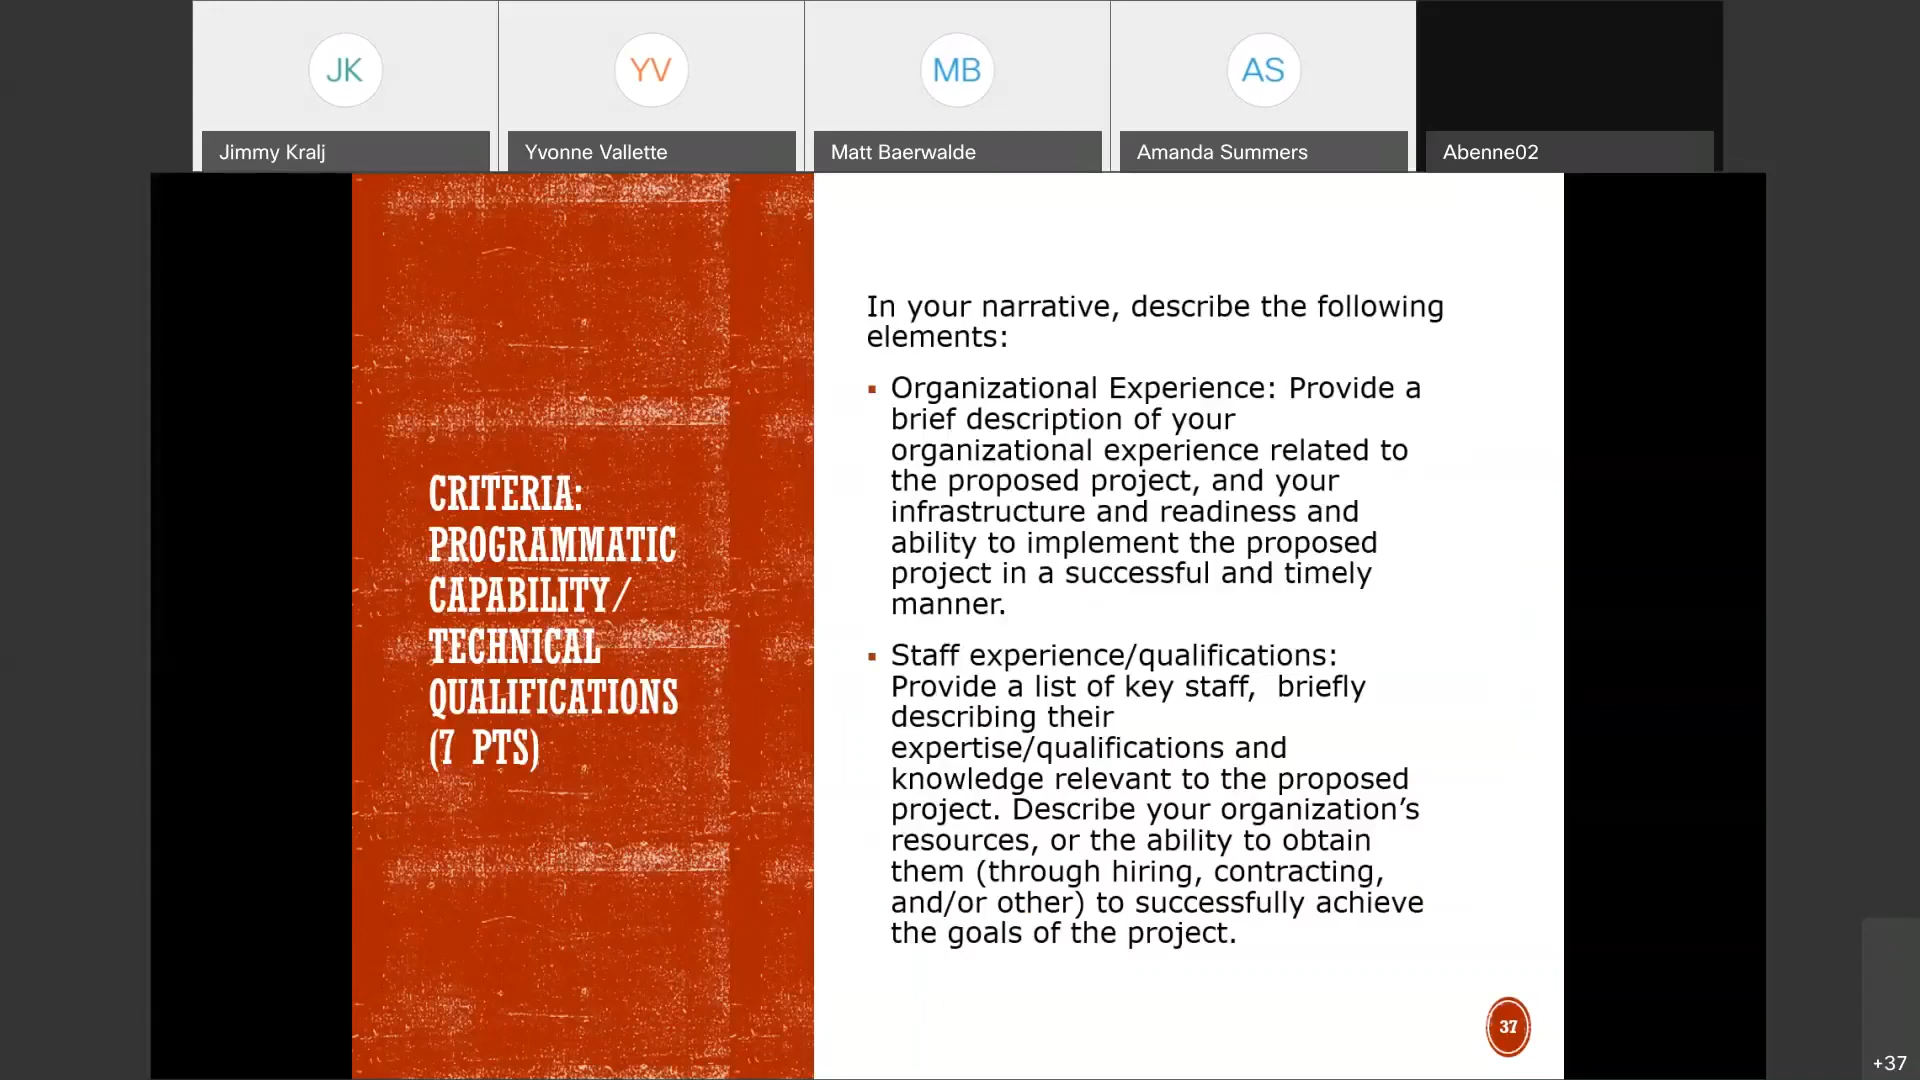 JK
YV
MB
AS
Jimmy Kralj
Yvonne Vallette
Matt Baerwalde
Amanda Summers
Abenne02
CRITERIA:
PROGRAMMATIC
CAPABILITY/
TECHNICAL
QUALIFICATIONS
(7 PTS)
In your narrative, describe the following
elements:
▪ Organizational Experience: Provide a
brief description of your
organizational experience related to
the proposed project, and your
infrastructure and readiness and
ability to implement the proposed
project in a successful and timely
manner.
▪ Staff experience/qualifications:
Provide a list of key staff,  briefly
describing their
expertise/qualifications and
knowledge relevant to the proposed
project. Describe your organization’s
resources, or the ability to obtain
them (through hiring, contracting,
and/or other) to successfully achieve
the goals of the project.
37
+37